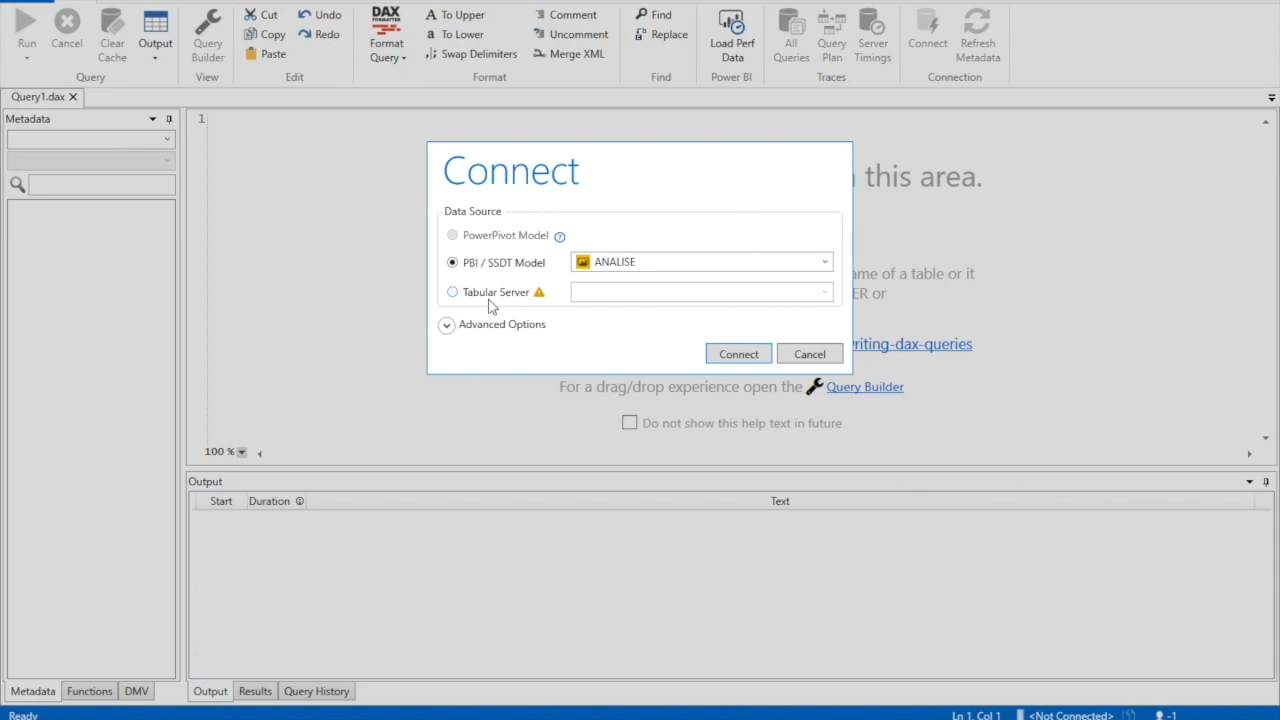 Run
Cancel
Clear Cache
Output
Query
Query Builder
View
Cut
Copy
Paste
Undo
Redo
Edit
DAX
FORMATTER
Format Query
To Upper
To Lower
Swap Delimiters
Comment
Uncomment
Merge XML
Format
Find
Replace
Find
Load Perf Data
Power BI
All Queries
Query Plan
Server Timings
Traces
Connect
Refresh Metadata
Connection
Query1.dax
Metadata
1
this area.
Connect
Data Source
PowerPivot Model
PBI / SSDT Model
ANALISE
Tabular Server
Advanced Options
Connect
Cancel
ame of a table or it
ER or
riting-dax-queries
For a drag/drop experience open the Query Builder
Do not show this help text in future
100 %
Output
Start Duration Text
Metadata Functions DMV
Output Results Query History
Ready
Ln 1, Col 1
<Not Connected>
-1